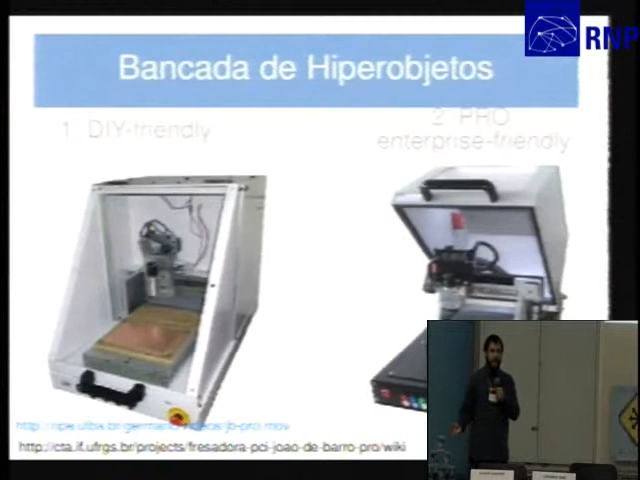 RNP
Bancada de Hiperobjetos
1. DIY-friendly
2. PRO
enterprise-friendly
http://cta.if.ufrgs.br/projects/fresadora-pci-joao-de-barro-pro/wiki